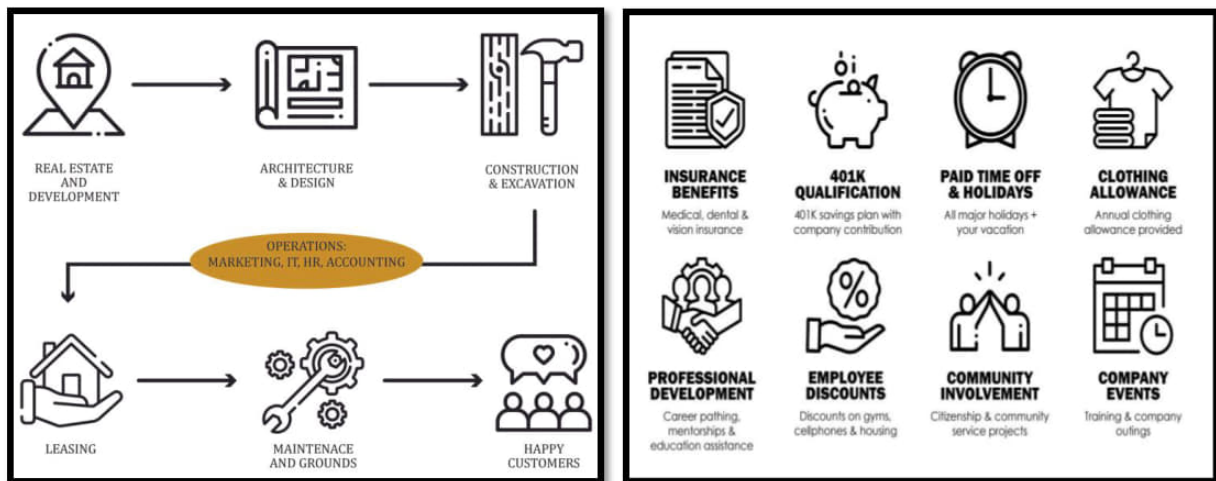 REAL ESTATE
AND
DEVELOPMENT
ARCHITECTURE
& DESIGN
CONSTRUCTION
& EXCAVATION
OPERATIONS:
MARKETING, IT, HR, ACCOUNTING
LEASING
MAINTENACE
AND GROUNDS
HAPPY
CUSTOMERS
INSURANCE
BENEFITS
Medical, dental &
vision insurance
401K
QUALIFICATION
401K savings plan with
company contribution
PAID TIME OFF
& HOLIDAYS
All major holidays +
your vacation
CLOTHING
ALLOWANCE
Annual clothing
allowance provided
PROFESSIONAL
DEVELOPMENT
Career pathing,
mentorships &
education assistance
EMPLOYEE
DISCOUNTS
Discounts on gyms,
cellphones & housing
COMMUNITY
INVOLVEMENT
Citizenship & community
service projects
COMPANY
EVENTS
Training & company
outings